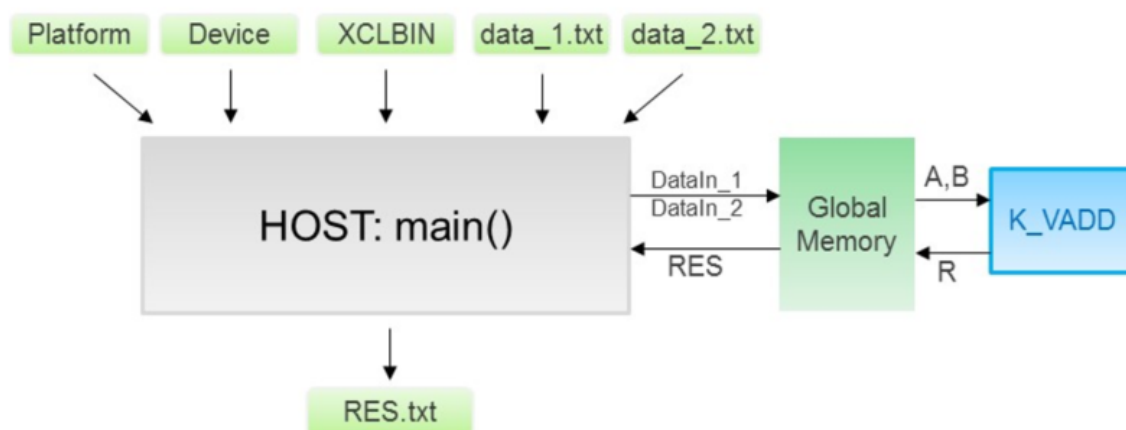 Platform
Device
XCLBIN
data_1.txt
data_2.txt
HOST: main()
DataIn_1
DataIn_2
RES
Global
Memory
A,B
R
K_VADD
RES.txt